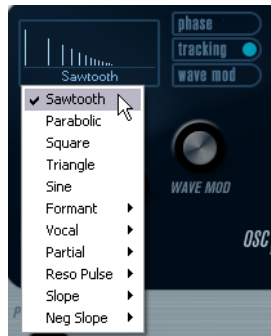 phase
tracking
Sawtooth
wave mod
Sawtooth
Parabolic
Square
Triangle
Sine
Formant
Vocal
Partial
Reso Pulse
Slope
Neg Slope
WAVE MOD
OSC
P